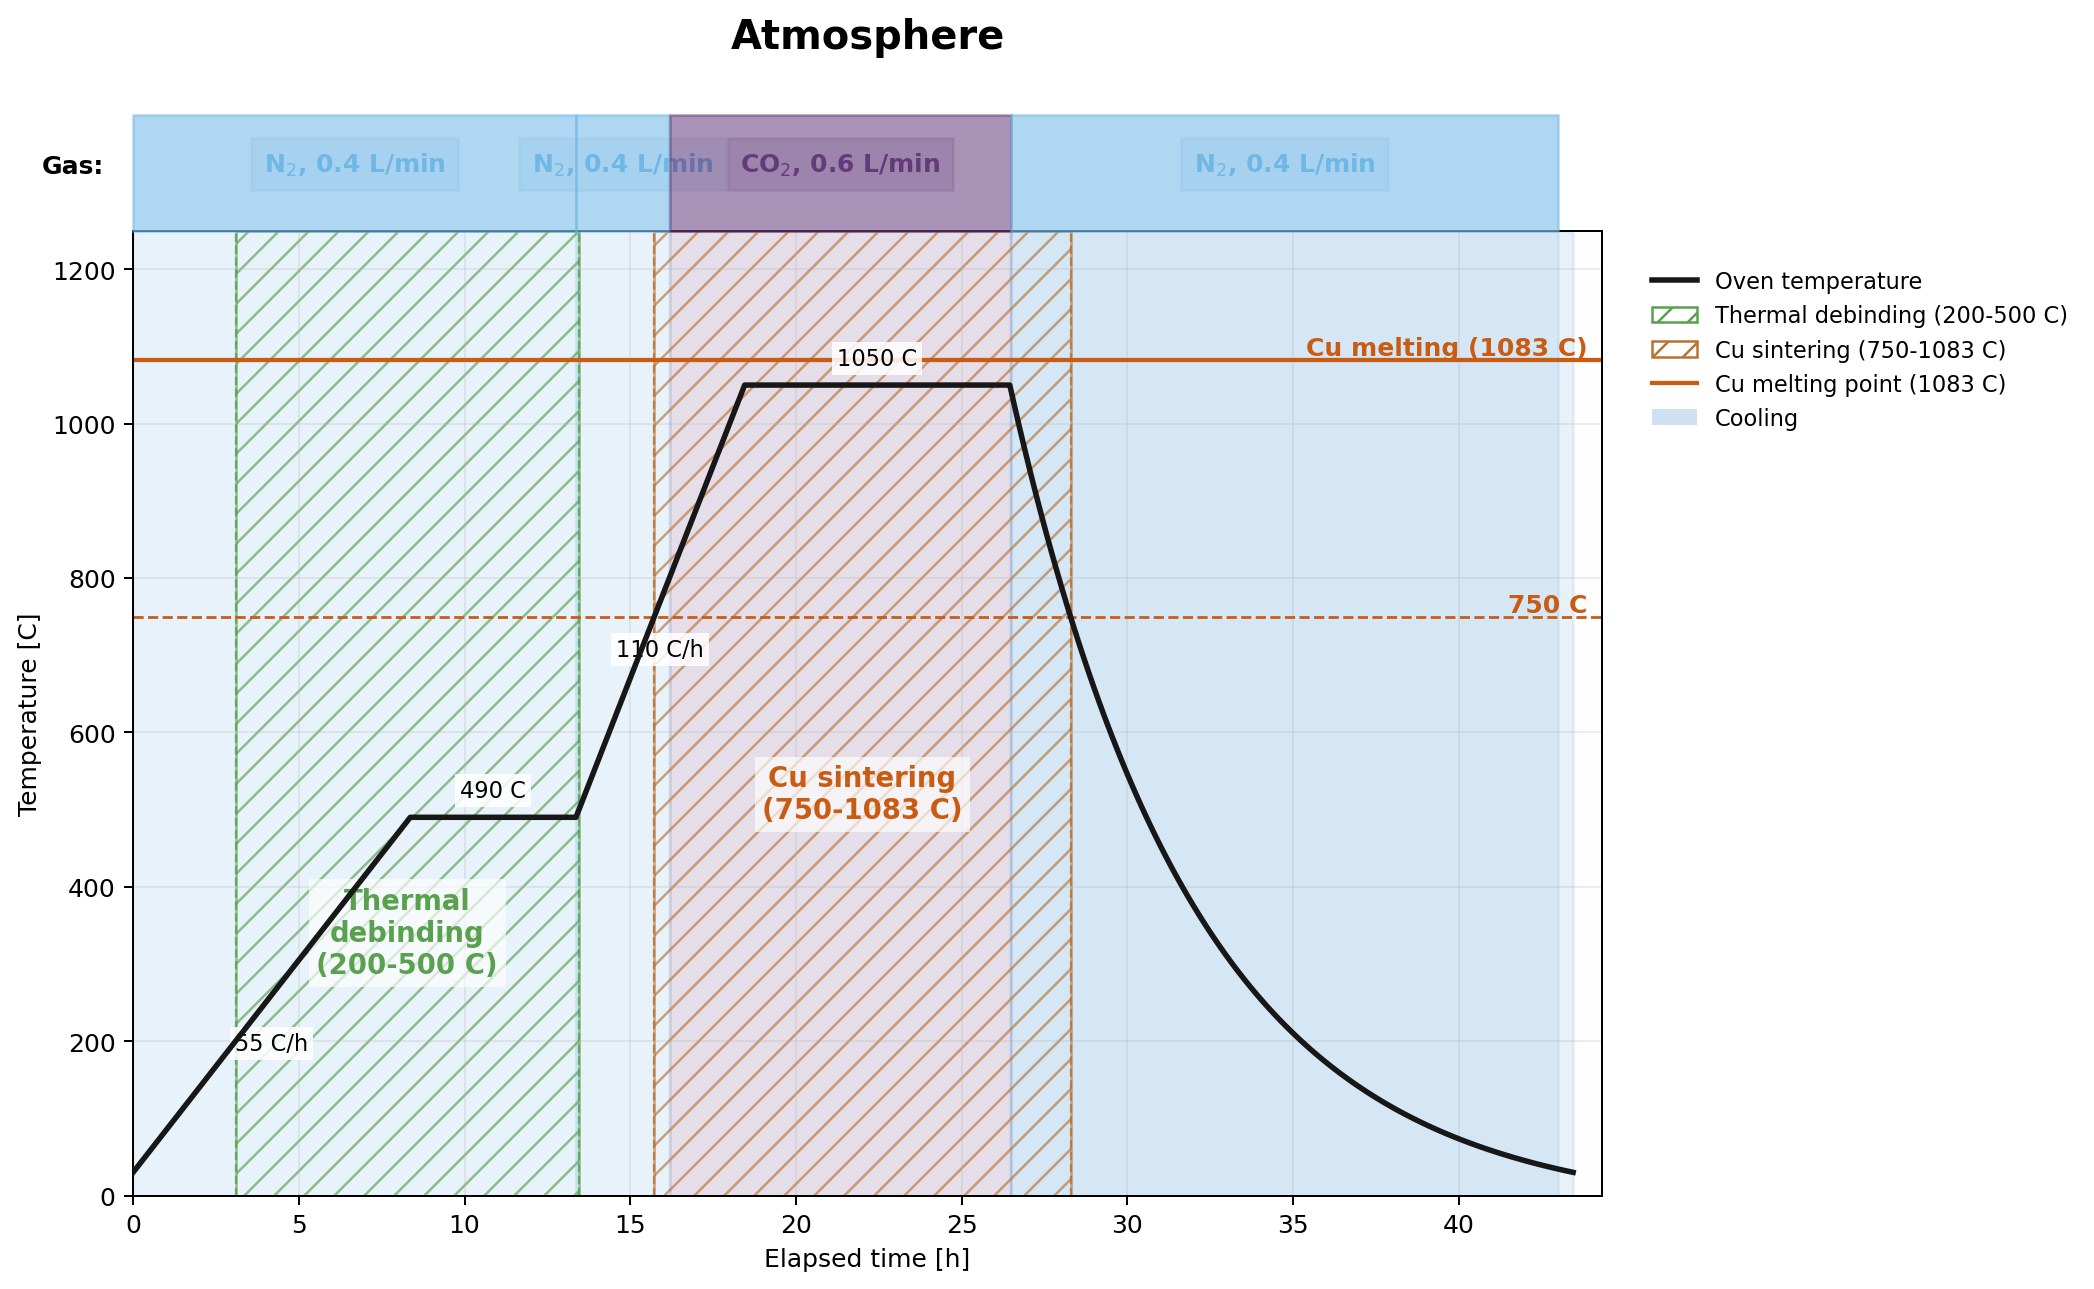 Atmosphere
Gas:
N₂, 0.4 L/min
N₂, 0.4 L/min
CO₂, 0.6 L/min
N₂, 0.4 L/min
Temperature [C]
1200
1000
800
600
400
200
0
Cu melting (1083 C)
1050 C
750 C
110 C/h
490 C
Cu sintering
(750-1083 C)
Thermal
debinding
(200-500 C)
55 C/h
0
5
10
15
20
25
30
35
40
Elapsed time [h]
Oven temperature
Thermal debinding (200-500 C)
Cu sintering (750-1083 C)
Cu melting point (1083 C)
Cooling